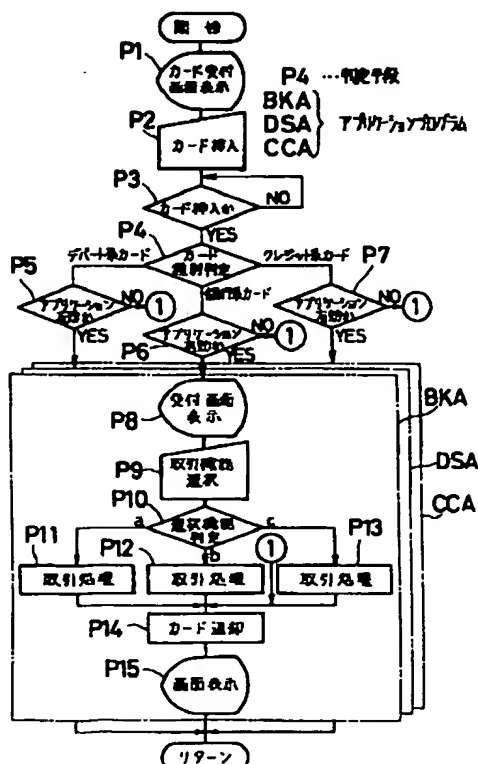 開始
P1
カード受付
画面表示
P4 …判定手段
BKA
DSA
CCA
アプリケーションプログラム
P2
カード挿入
P3
カード挿入か
NO
YES
P4
カード
種別判定
デパート系カード
クレジット系カード
銀行系カード
P5
アプリケーション
有効か
NO
①
YES
P6
アプリケーション
有効か
NO
①
YES
P7
アプリケーション
有効か
NO
①
YES
BKA
DSA
CCA
P8
受付画面
表示
P9
取引機能
選択
P10
選択機能
判定
a
b
c
①
P11
取引処理
P12
取引処理
P13
取引処理
P14
カード返却
P15
画面表示
リターン